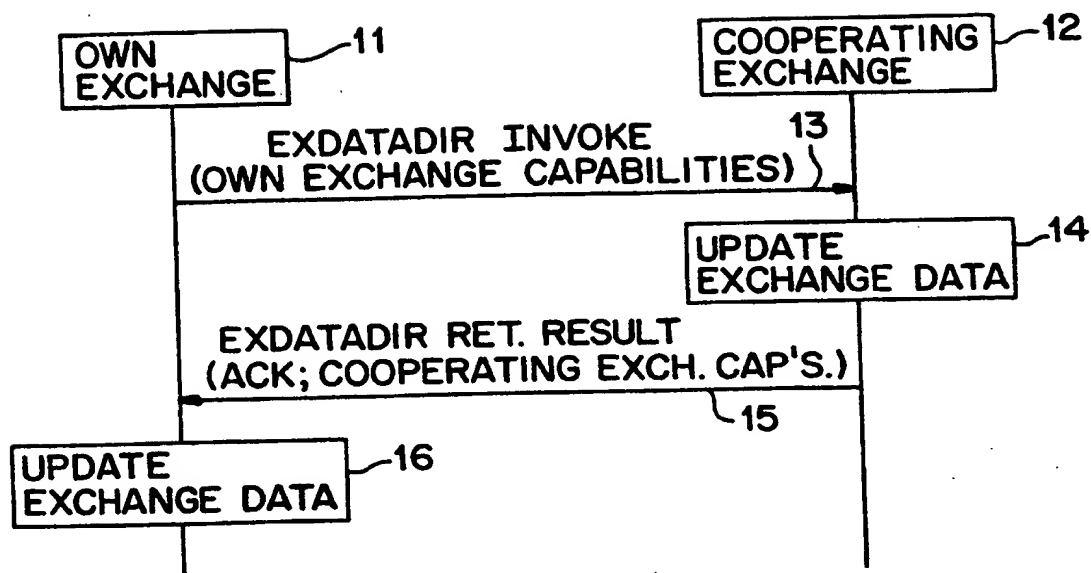 OWN
EXCHANGE
11
COOPERATING
EXCHANGE
12
EXDATADIR INVOKE
(OWN EXCHANGE CAPABILITIES)
13
UPDATE
EXCHANGE DATA
14
EXDATADIR RET. RESULT
(ACK; COOPERATING EXCH. CAP'S.)
15
UPDATE
EXCHANGE DATA
16